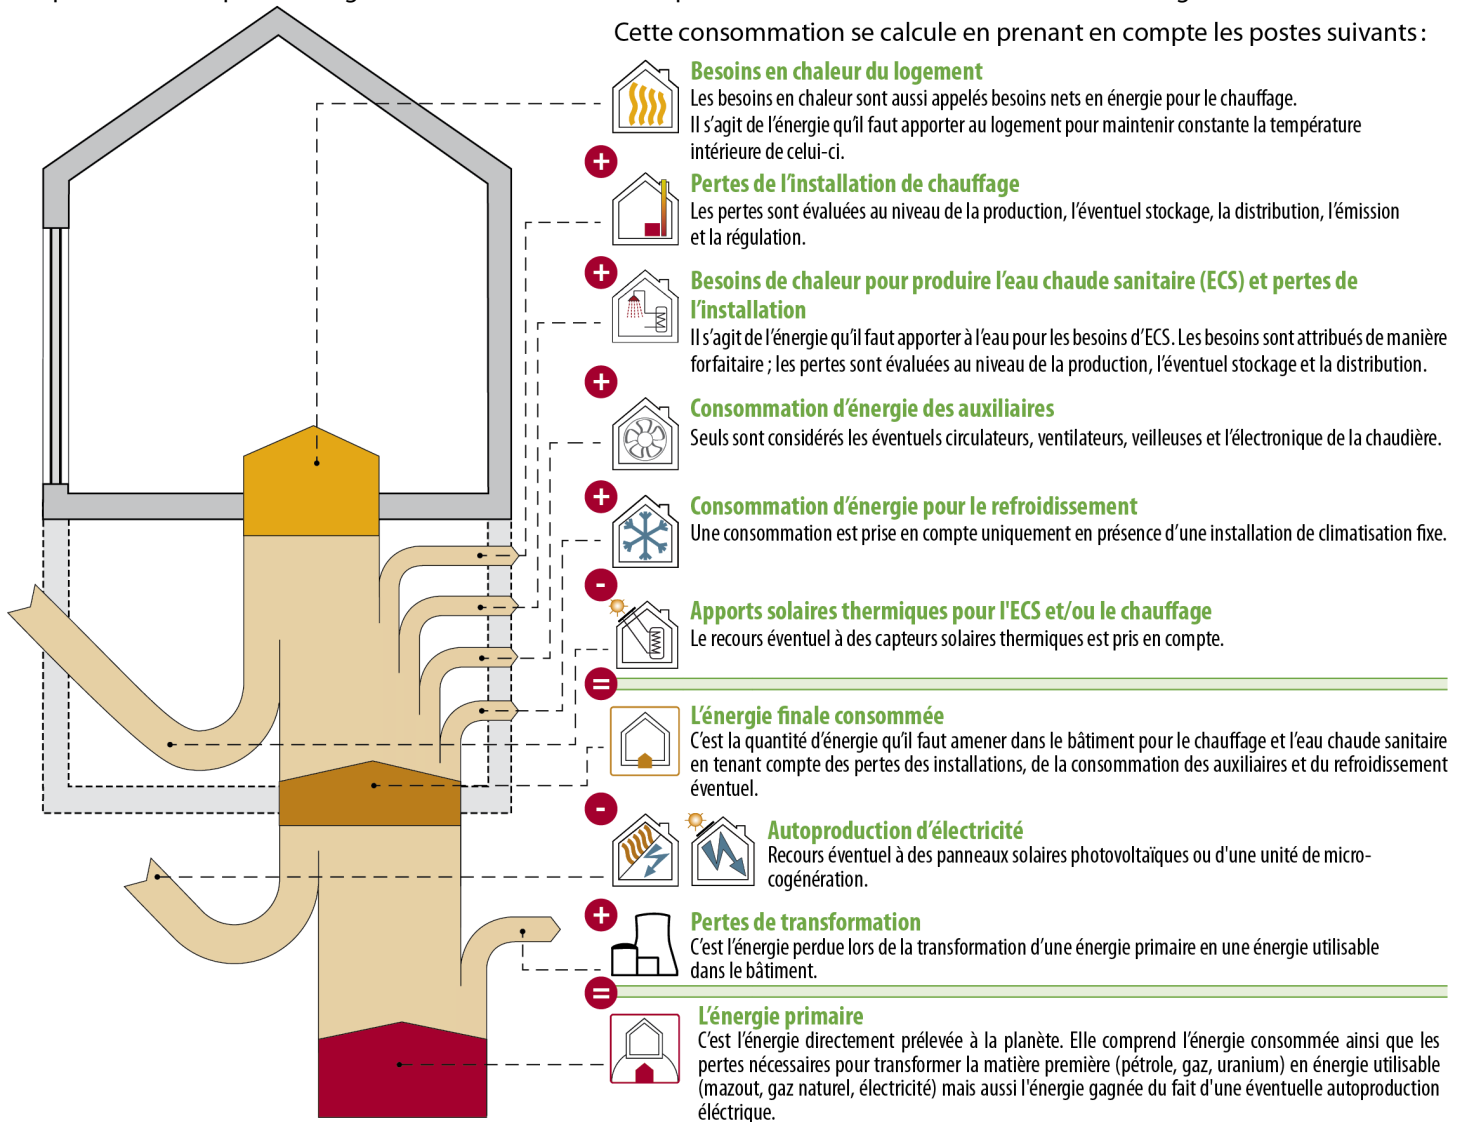 Cette consommation se calcule en prenant en compte les postes suivants :
Besoins en chaleur du logement
Les besoins en chaleur sont aussi appelés besoins nets en énergie pour le chauffage.
Il s’agit de l’énergie qu’il faut apporter au logement pour maintenir constante la température
intérieure de celui-ci.
+
Pertes de l’installation de chauffage
Les pertes sont évaluées au niveau de la production, l’éventuel stockage, la distribution, l’émission
et la régulation.
+
Besoins de chaleur pour produire l’eau chaude sanitaire (ECS) et pertes de
l’installation
Il s’agit de l’énergie qu’il faut apporter à l’eau pour les besoins d’ECS. Les besoins sont attribués de manière
forfaitaire ; les pertes sont évaluées au niveau de la production, l’éventuel stockage et la distribution.
+
Consommation d’énergie des auxiliaires
Seuls sont considérés les éventuels circulateurs, ventilateurs, veilleuses et l’électronique de la chaudière.
+
Consommation d’énergie pour le refroidissement
Une consommation est prise en compte uniquement en présence d’une installation de climatisation fixe.
-
Apports solaires thermiques pour l'ECS et/ou le chauffage
Le recours éventuel à des capteurs solaires thermiques est pris en compte.
=
L’énergie finale consommée
C’est la quantité d’énergie qu’il faut amener dans le bâtiment pour le chauffage et l’eau chaude sanitaire
en tenant compte des pertes des installations, de la consommation des auxiliaires et du refroidissement
éventuel.
-
Autoproduction d’électricité
Recours éventuel à des panneaux solaires photovoltaïques ou d'une unité de micro-
cogénération.
+
Pertes de transformation
C’est l’énergie perdue lors de la transformation d’une énergie primaire en une énergie utilisable
dans le bâtiment.
=
L’énergie primaire
C’est l’énergie directement prélevée à la planète. Elle comprend l’énergie consommée ainsi que les
pertes nécessaires pour transformer la matière première (pétrole, gaz, uranium) en énergie utilisable
(mazout, gaz naturel, électricité) mais aussi l'énergie gagnée du fait d'une éventuelle autoproduction
éléctrique.